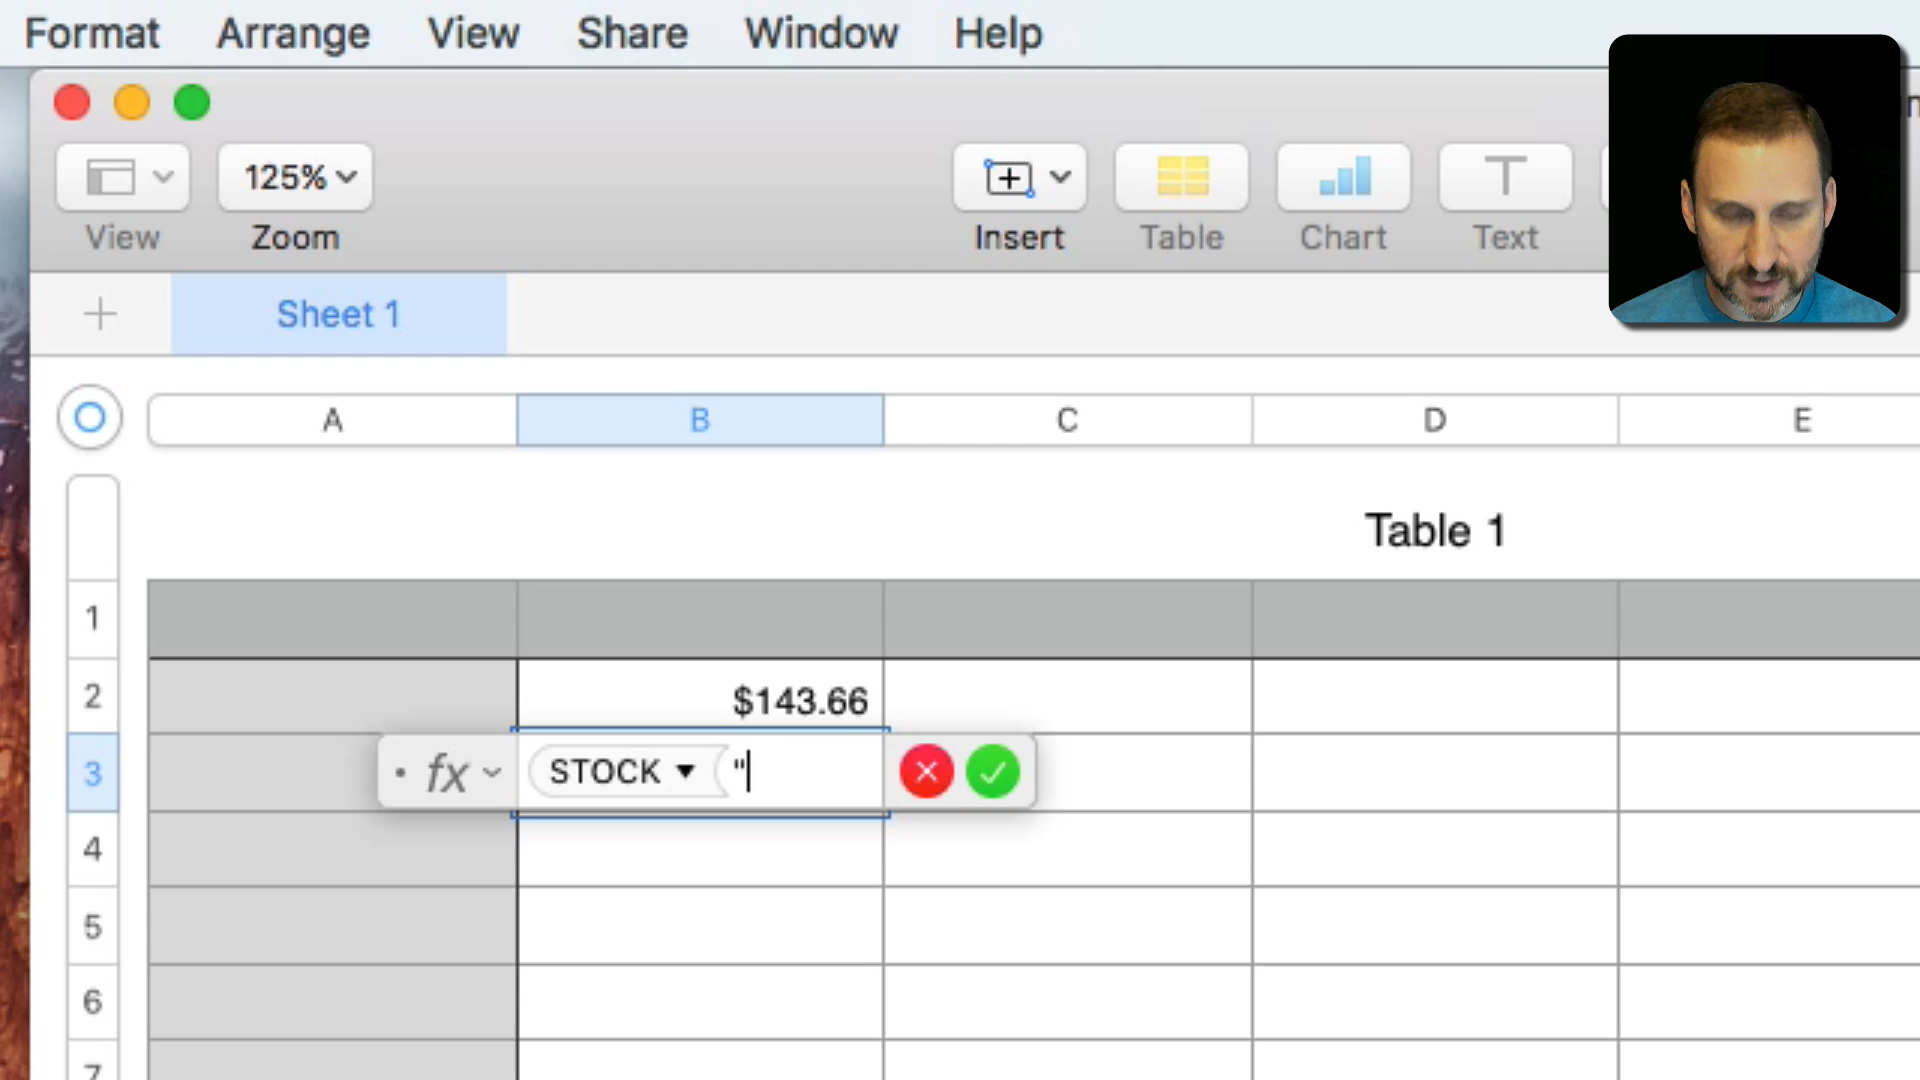 Format Arrange View Share Window Help
125%
View Zoom Insert Table Chart Text
Sheet 1
A B C D E
Table 1
1
2 $143.66
3 fx STOCK "
4
5
6
7